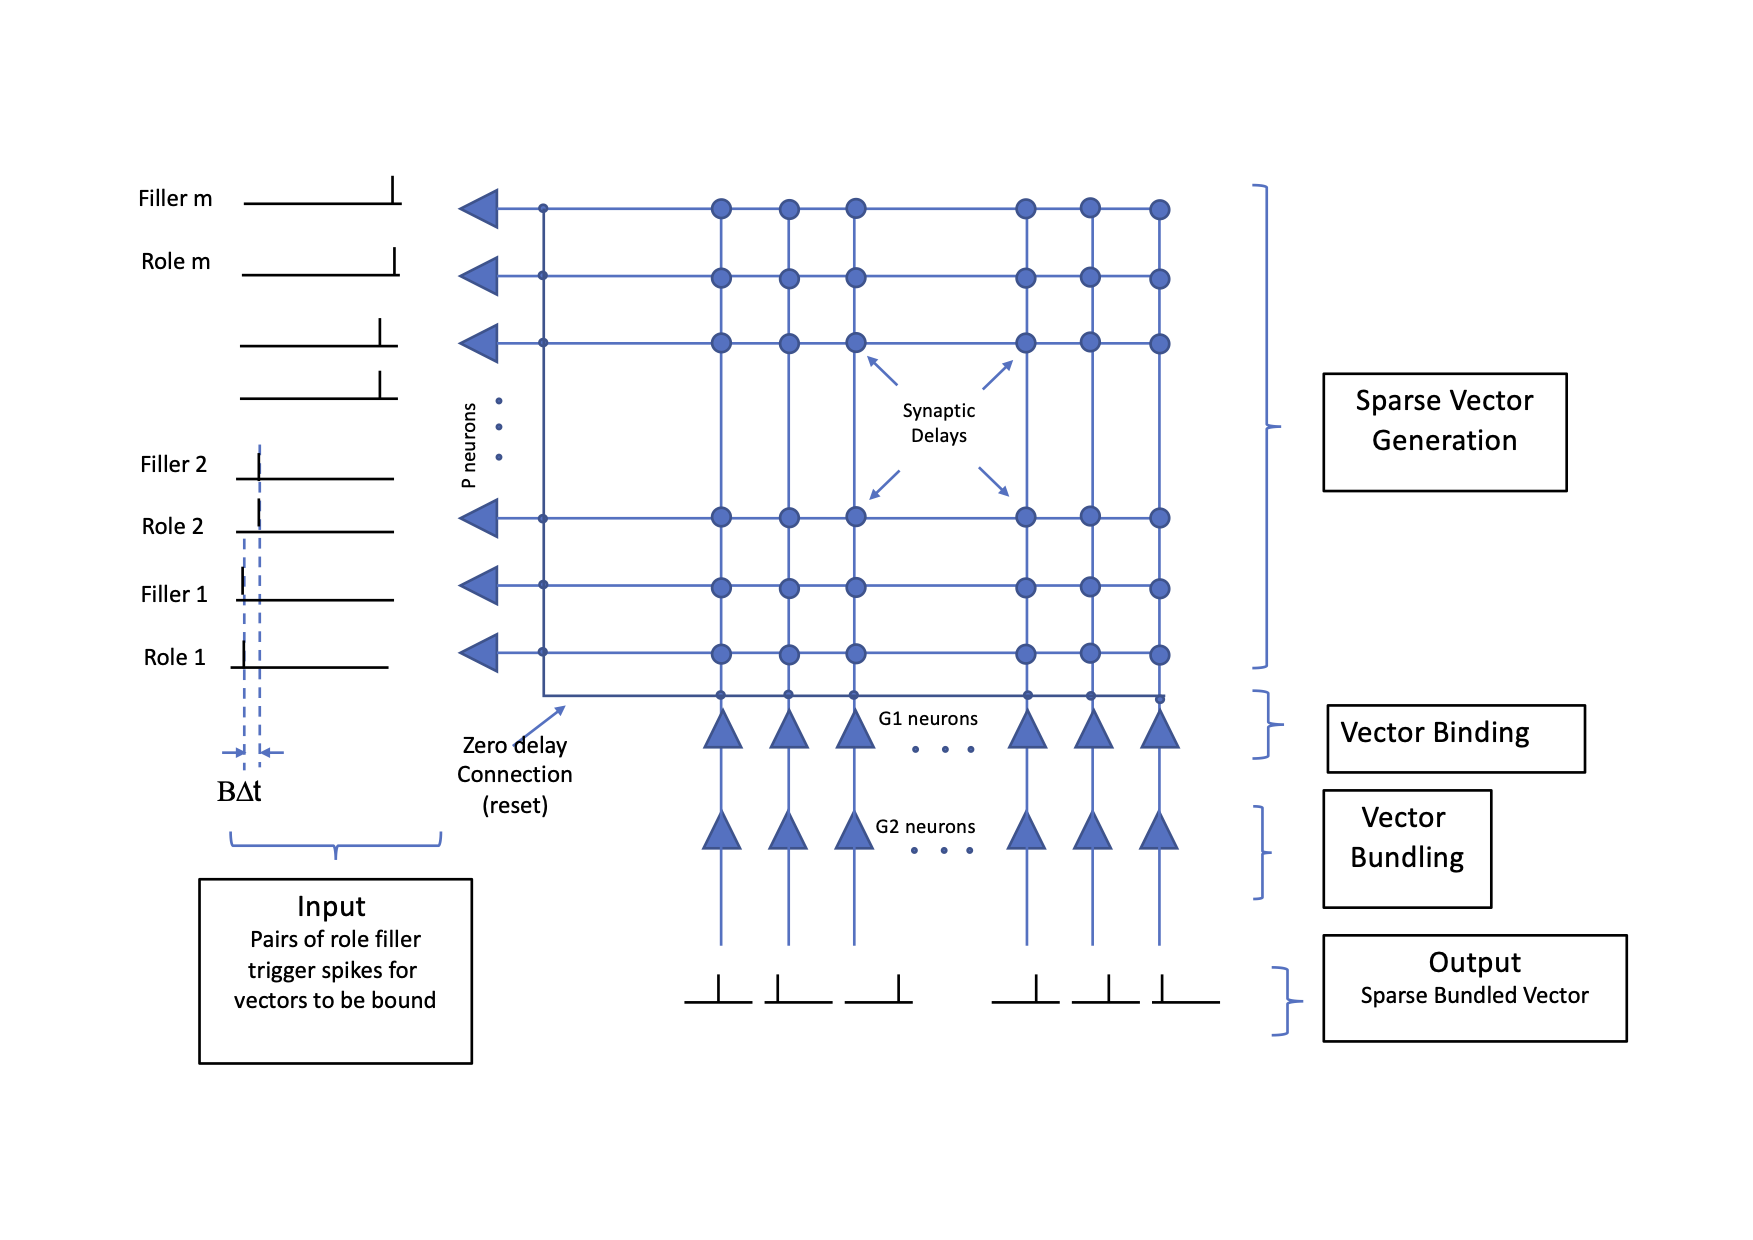 Filler m
Role m
Filler 2
Role 2
Filler 1
Role 1
BΔt
Input
Pairs of role filler
trigger spikes for
vectors to be bound
P neurons
Synaptic
Delays
Zero delay
Connection
(reset)
G1 neurons
G2 neurons
Sparse Vector
Generation
Vector Binding
Vector
Bundling
Output
Sparse Bundled Vector